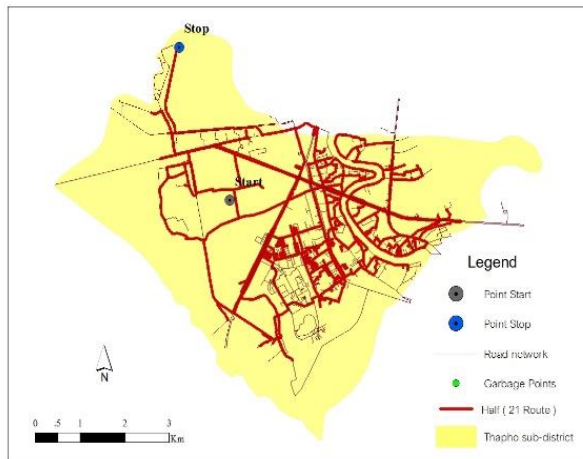 Stop
Start
Legend
Point Start
Point Stop
Road network
Garbage Points
Half ( 21 Route )
Thapho sub-district
N
0 .5 1 2 3
Km